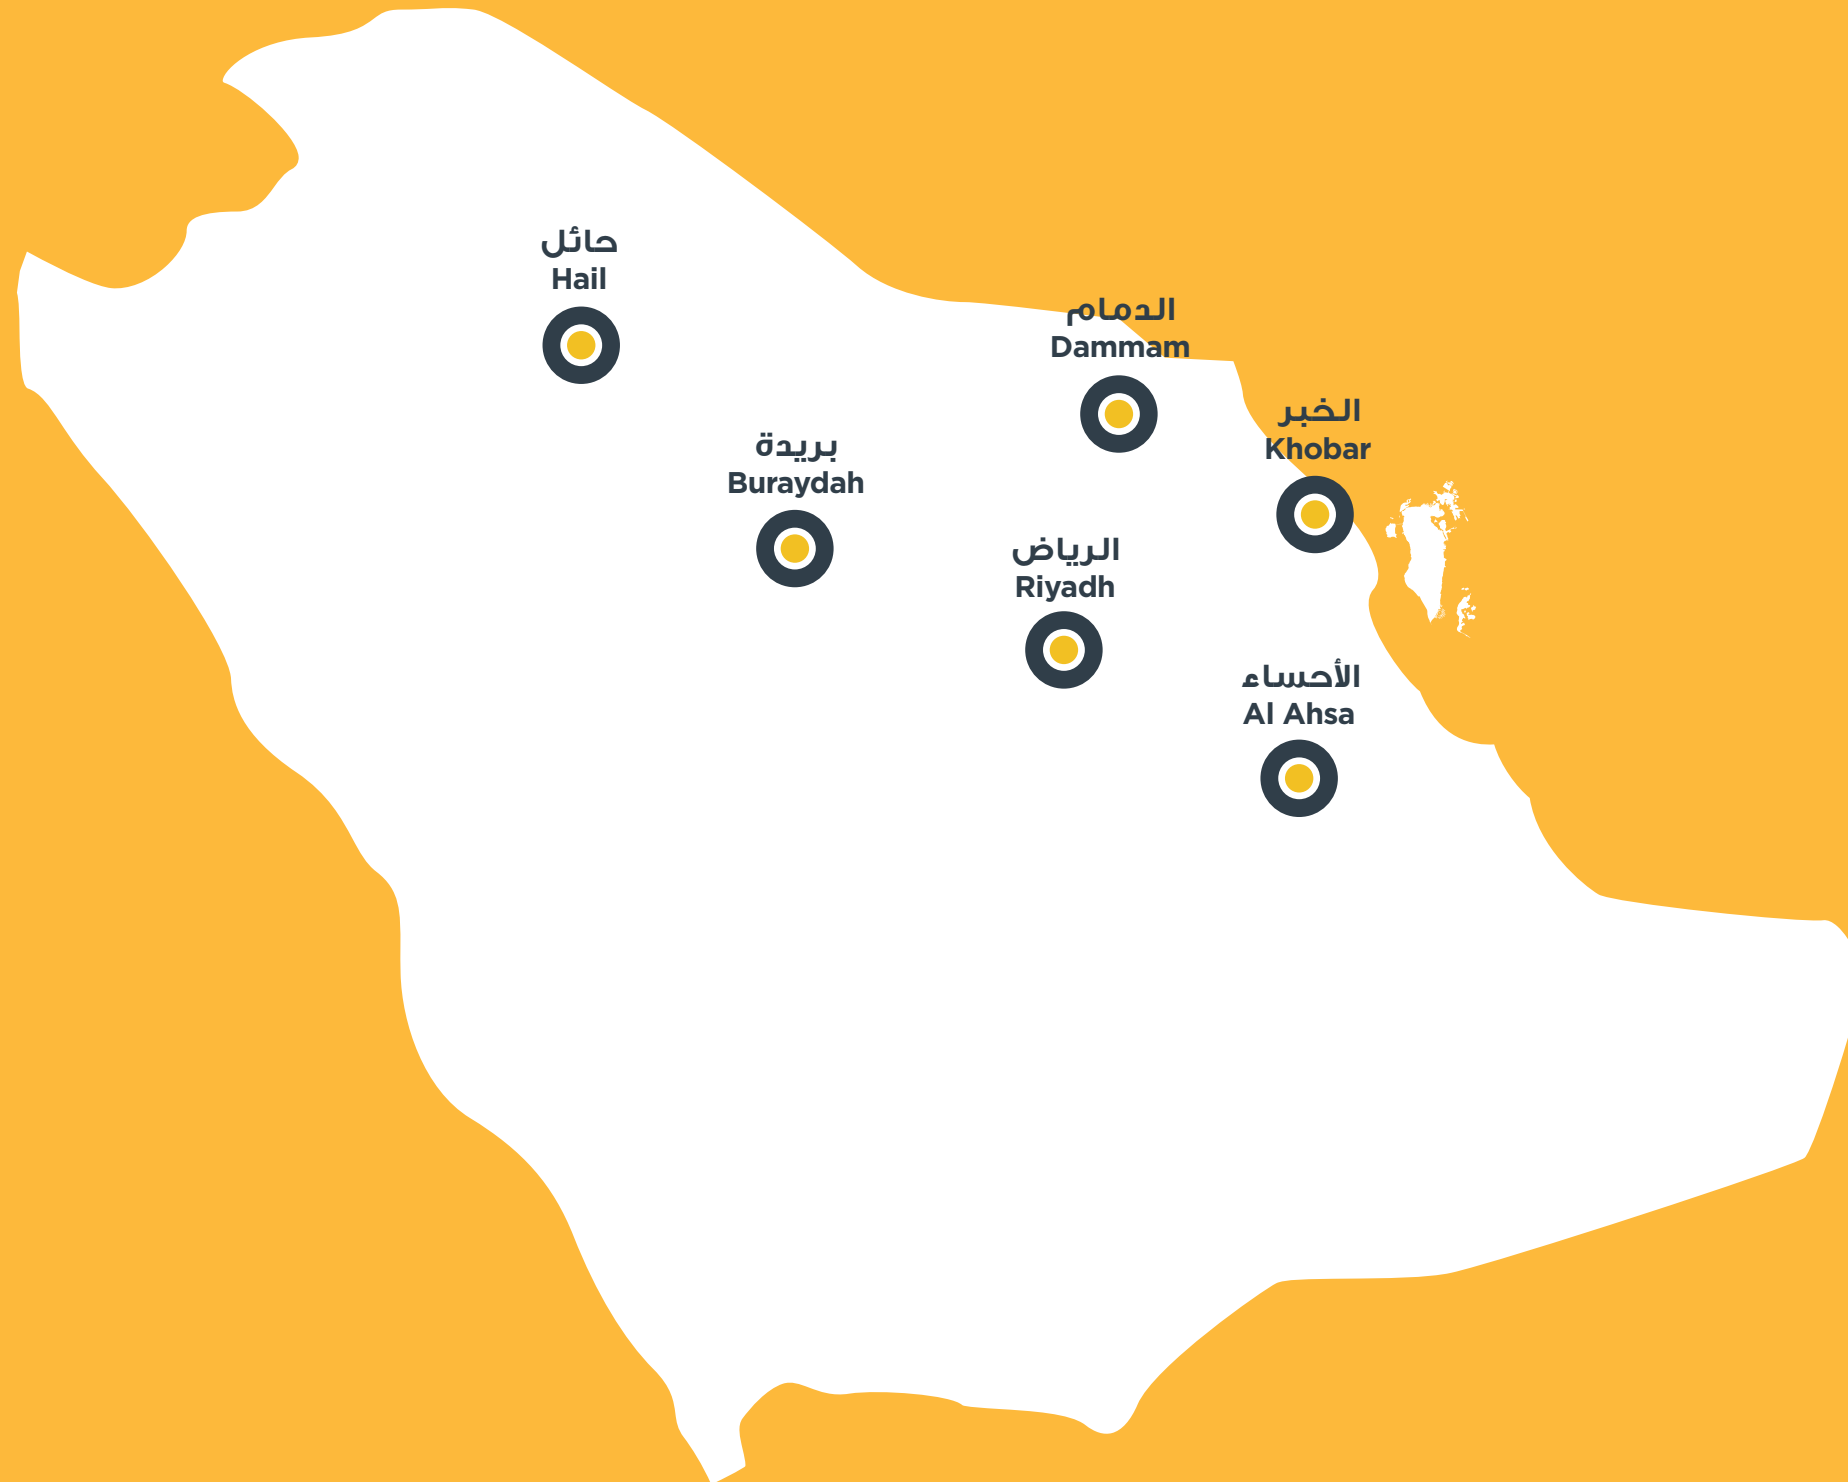 حائل
Hail
الدمام
Dammam
الخبر
Khobar
بريدة
Buraydah
الرياض
Riyadh
الأحساء
Al Ahsa